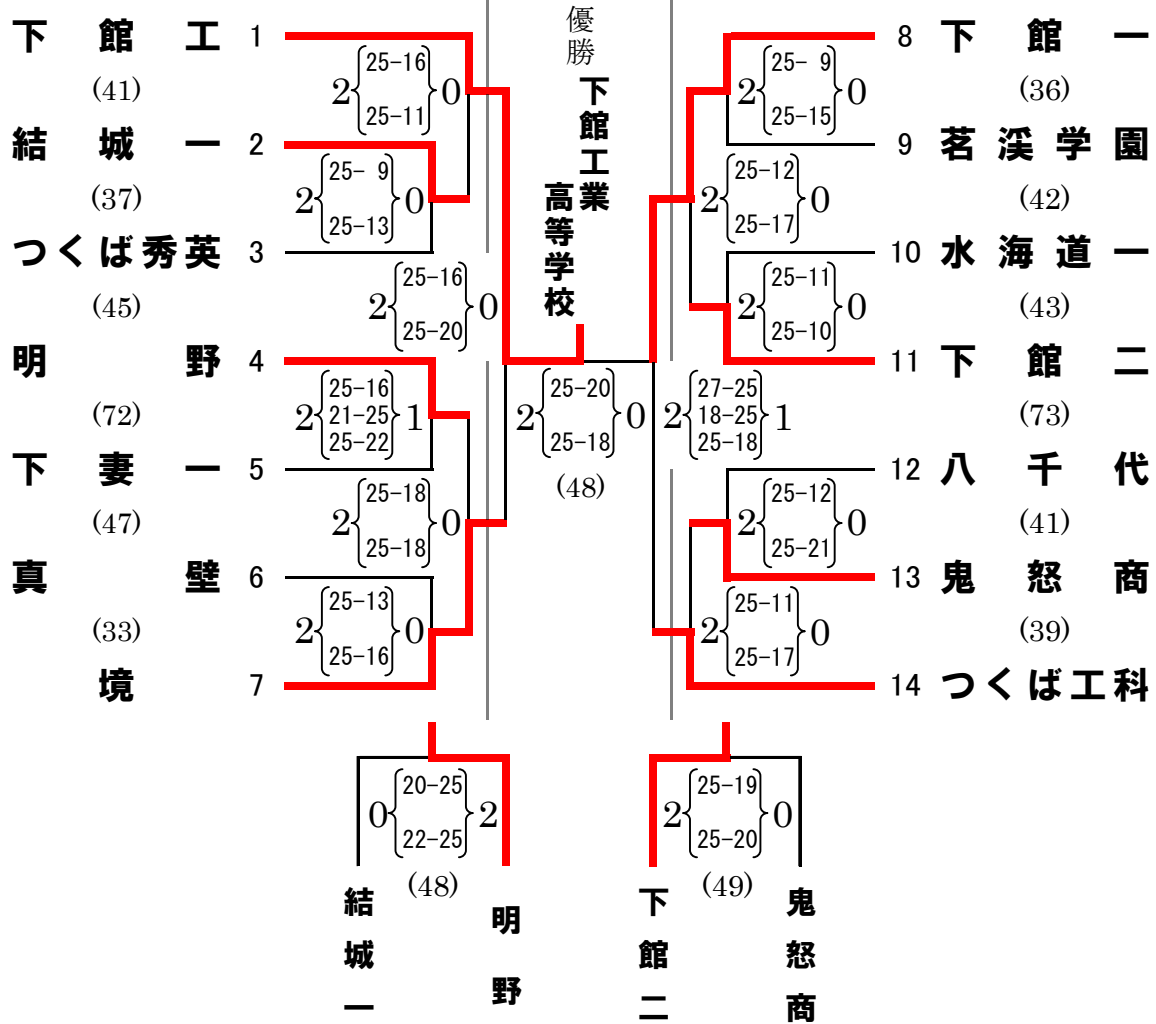 優勝
下館工業
高等学校
下館工 1
2 25-16 0
25-11
(41)
結城一 2
2 25- 9 0
25-13
(37)
つくば秀英 3
2 25-16 0
25-20
(45)
明野 4
2 25-16 1
21-25
25-22
(72)
下妻一 5
2 25-18 0
25-18
(47)
真壁 6
2 25-13 0
25-16
(33)
境 7
8 下館一
2 25- 9 0
25-15
(36)
9 茗渓学園
2 25-12 0
25-17
(42)
10 水海道一
2 25-11 0
25-10
(43)
11 下館二
2 27-25 1
18-25
25-18
(73)
12 八千代
2 25-12 0
25-21
(41)
13 鬼怒商
2 25-11 0
25-17
(39)
14 つくば工科
2 25-20 0
25-18
(48)
0 20-25 2
22-25
(48)
結城一
明野
2 25-19 0
25-20
(49)
下館二
鬼怒商